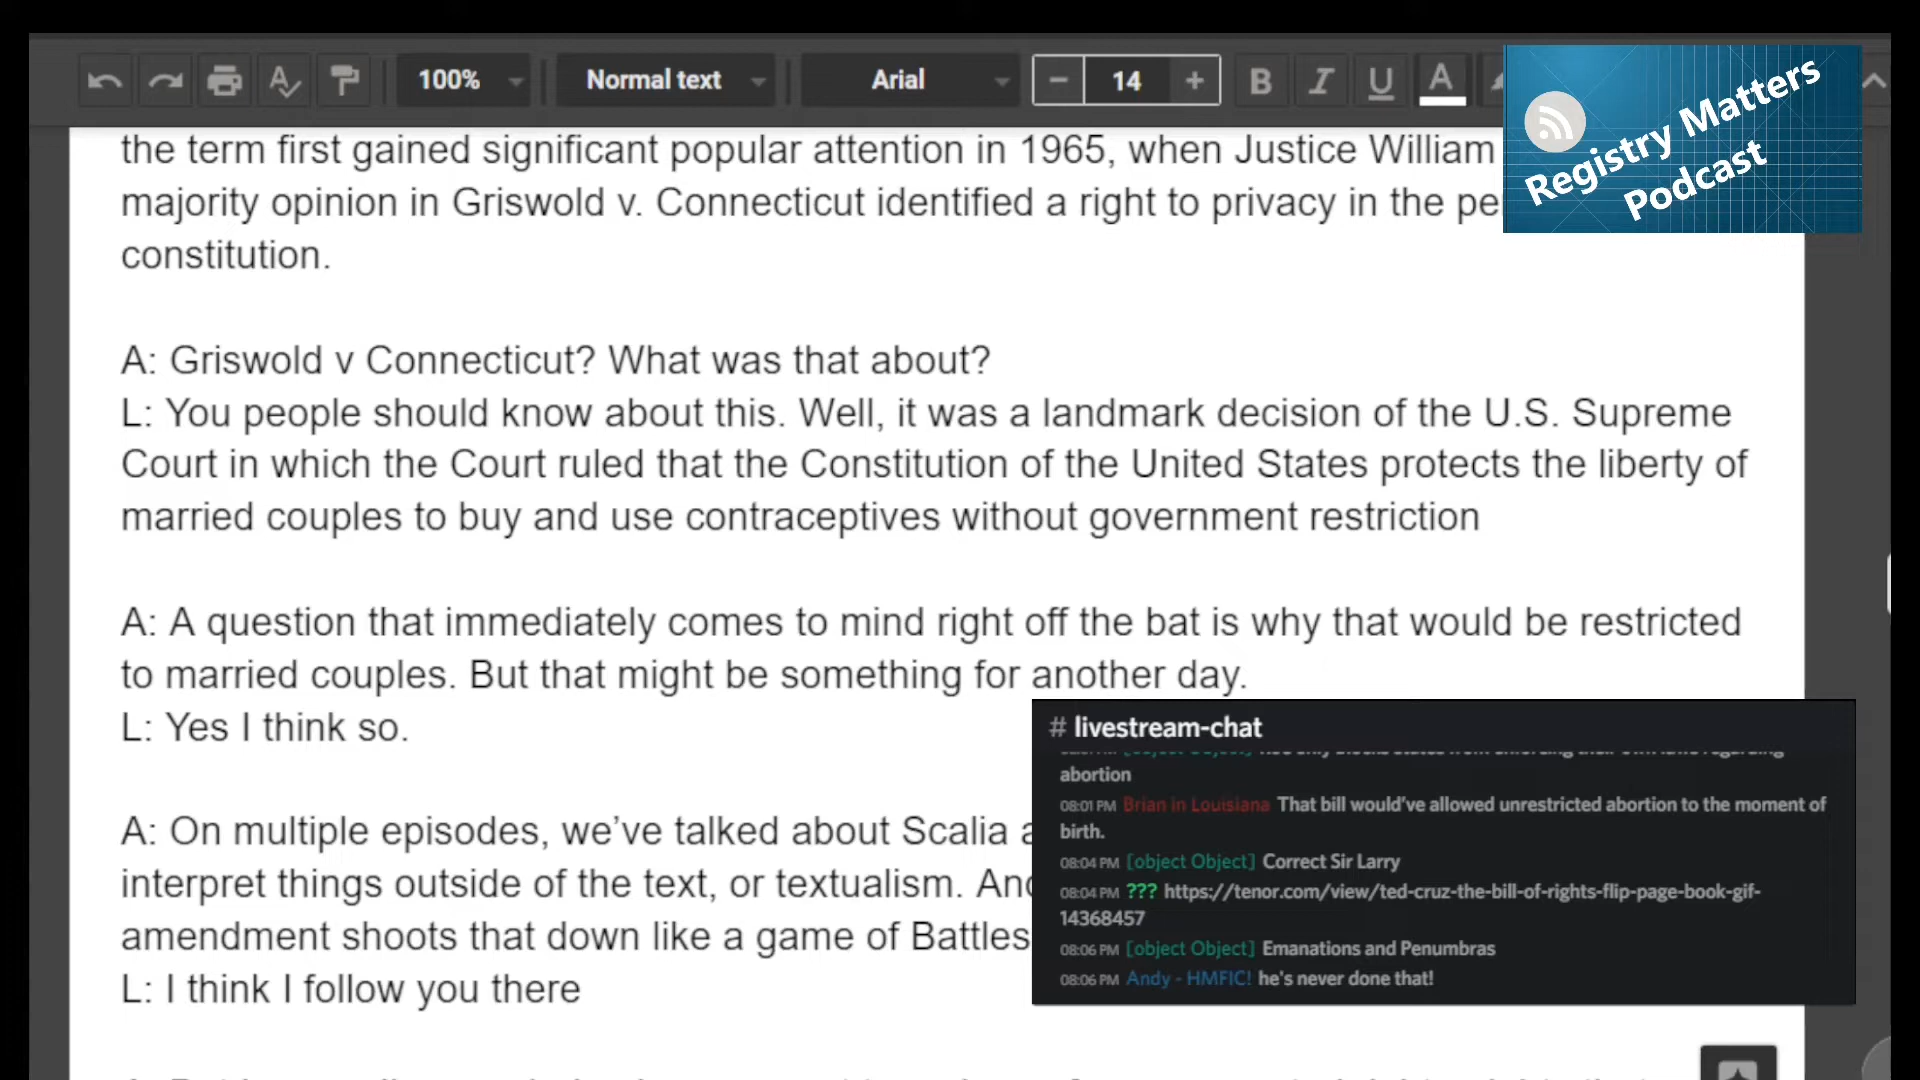 100%
Normal text
Arial
− 14 +
B I U A
Registry Matters
Podcast
the term first gained significant popular attention in 1965, when Justice William
majority opinion in Griswold v. Connecticut identified a right to privacy in the pe
constitution.
A: Griswold v Connecticut? What was that about?
L: You people should know about this. Well, it was a landmark decision of the U.S. Supreme
Court in which the Court ruled that the Constitution of the United States protects the liberty of
married couples to buy and use contraceptives without government restriction
A: A question that immediately comes to mind right off the bat is why that would be restricted
to married couples. But that might be something for another day.
L: Yes I think so.
A: On multiple episodes, we've talked about Scalia a
interpret things outside of the text, or textualism. And
amendment shoots that down like a game of Battles
L: I think I follow you there
# livestream-chat
abortion
08:01 PM Brian in Louisiana That bill would've allowed unrestricted abortion to the moment of
birth.
08:04 PM [object Object] Correct Sir Larry
08:04 PM ??? https://tenor.com/view/ted-cruz-the-bill-of-rights-flip-page-book-gif-
14368457
08:06 PM [object Object] Emanations and Penumbras
08:06 PM Andy - HMFIC! he's never done that!